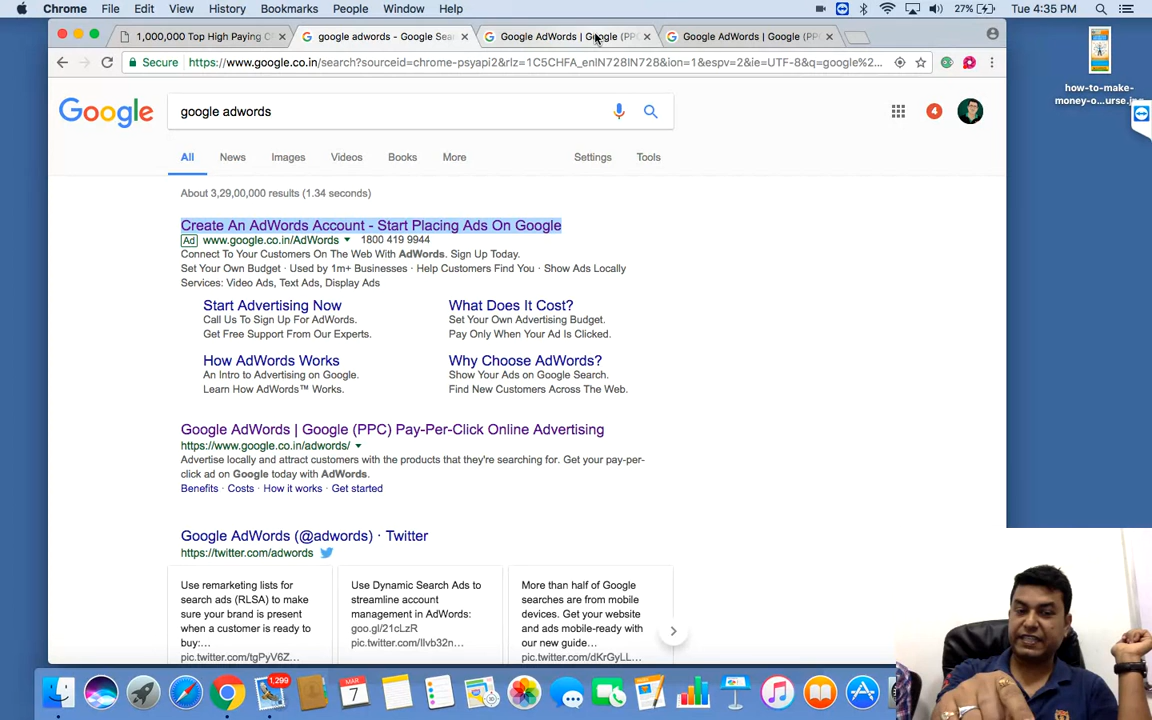 Chrome File Edit View History Bookmarks People Window Help 27% Tue 4:35 PM
1,000,000 Top High Paying C google adwords - Google Sea Google AdWords | Google (PP Google AdWords | Google (PP
Secure https://www.google.co.in/search?sourceid=chrome-psyapi2&rlz=1C5CHFA_enIN728IN728&ion=1&espv=2&ie=UTF-8&q=google%2...
how-to-make-
money-o...urse.jpg
Google google adwords 4
All News Images Videos Books More Settings Tools
About 3,29,00,000 results (1.34 seconds)
Create An AdWords Account - Start Placing Ads On Google
Ad www.google.co.in/AdWords 1800 419 9944
Connect To Your Customers On The Web With AdWords. Sign Up Today.
Set Your Own Budget · Used by 1m+ Businesses · Help Customers Find You · Show Ads Locally
Services: Video Ads, Text Ads, Display Ads
Start Advertising Now
Call Us To Sign Up For AdWords.
Get Free Support From Our Experts.
What Does It Cost?
Set Your Own Advertising Budget.
Pay Only When Your Ad Is Clicked.
How AdWords Works
An Intro to Advertising on Google.
Learn How AdWords™ Works.
Why Choose AdWords?
Show Your Ads on Google Search.
Find New Customers Across The Web.
Google AdWords | Google (PPC) Pay-Per-Click Online Advertising
https://www.google.co.in/adwords/
Advertise locally and attract customers with the products that they're searching for. Get your pay-per-
click ad on Google today with AdWords.
Benefits · Costs · How it works · Get started
Google AdWords (@adwords) · Twitter
https://twitter.com/adwords
Use remarketing lists for
search ads (RLSA) to make
sure your brand is present
when a customer is ready to
buy:...
pic.twitter.com/tgPyV6Z...
Use Dynamic Search Ads to
streamline account
management in AdWords:
goo.gl/21cLzR
pic.twitter.com/llvb32n...
More than half of Google
searches are from mobile
devices. Get your website
and ads mobile-ready with
our new guide...
pic.twitter.com/dKrGyLL...
1,299
MAR
7